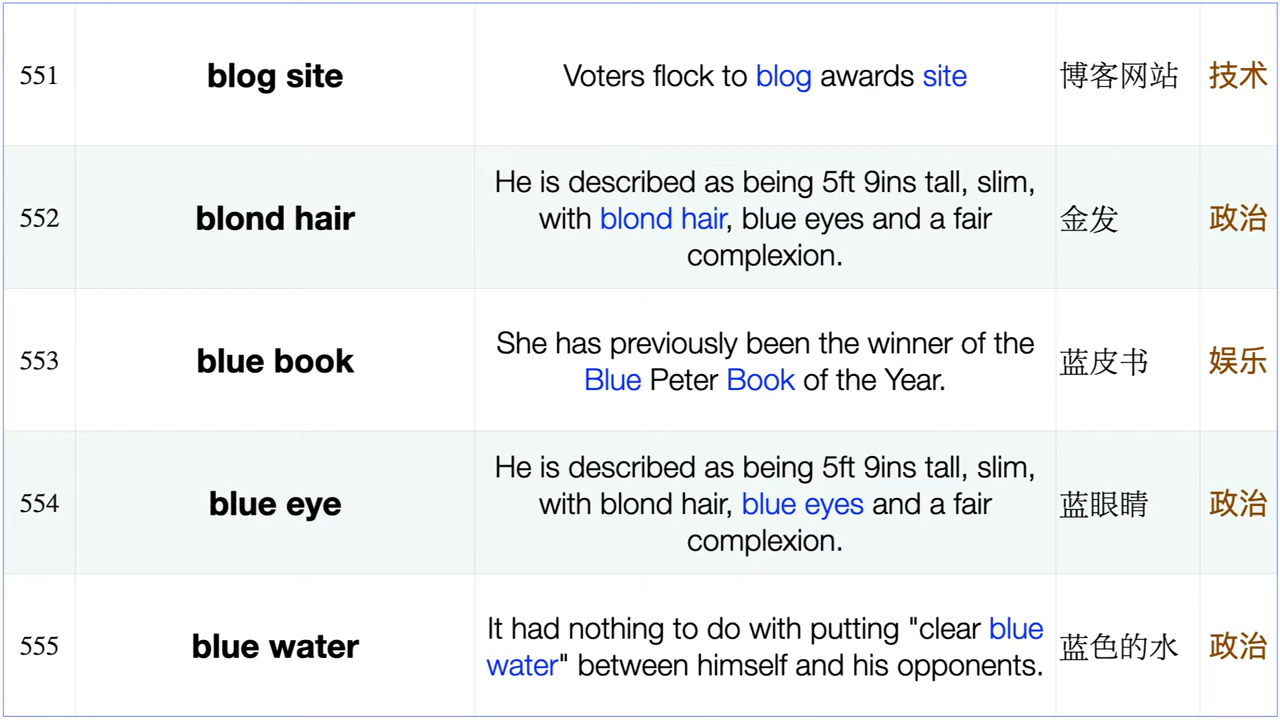 551
blog site
Voters flock to blog awards site
博客网站
技术
552
blond hair
He is described as being 5ft 9ins tall, slim,
with blond hair, blue eyes and a fair
complexion.
金发
政治
553
blue book
She has previously been the winner of the
Blue Peter Book of the Year.
蓝皮书
娱乐
554
blue eye
He is described as being 5ft 9ins tall, slim,
with blond hair, blue eyes and a fair
complexion.
蓝眼睛
政治
555
blue water
It had nothing to do with putting "clear blue
water" between himself and his opponents.
蓝色的水
政治